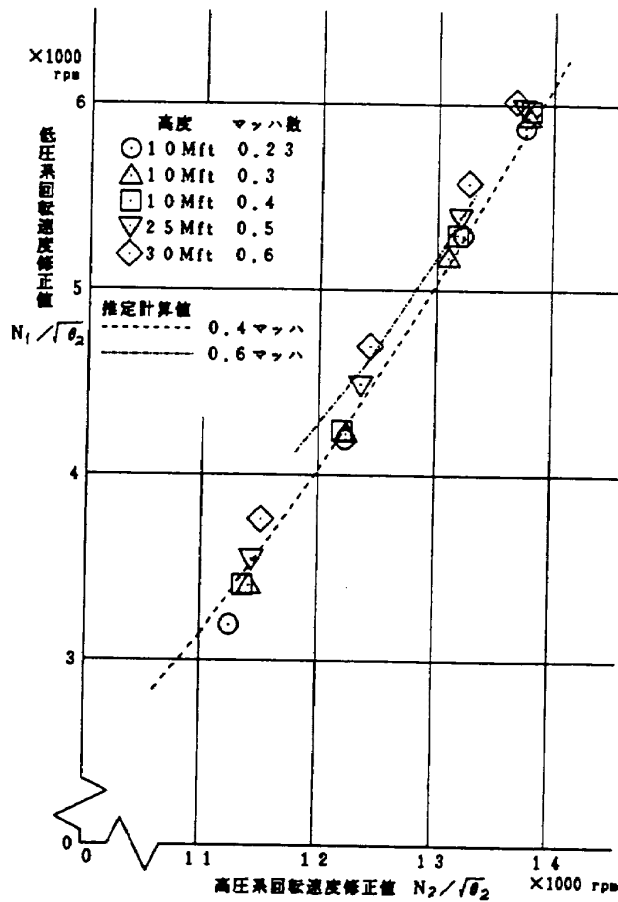 ×1000
rpm
6
5
4
3
0
低圧系回転速度修正値
N₁/√θ₂
高度 マッハ数
10Mft 0.23
10Mft 0.3
10Mft 0.4
25Mft 0.5
30Mft 0.6
推定計算値
0.4マッハ
0.6マッハ
0 11 12 13 14
高圧系回転速度修正値 N₂/√θ₂ ×1000 rpm